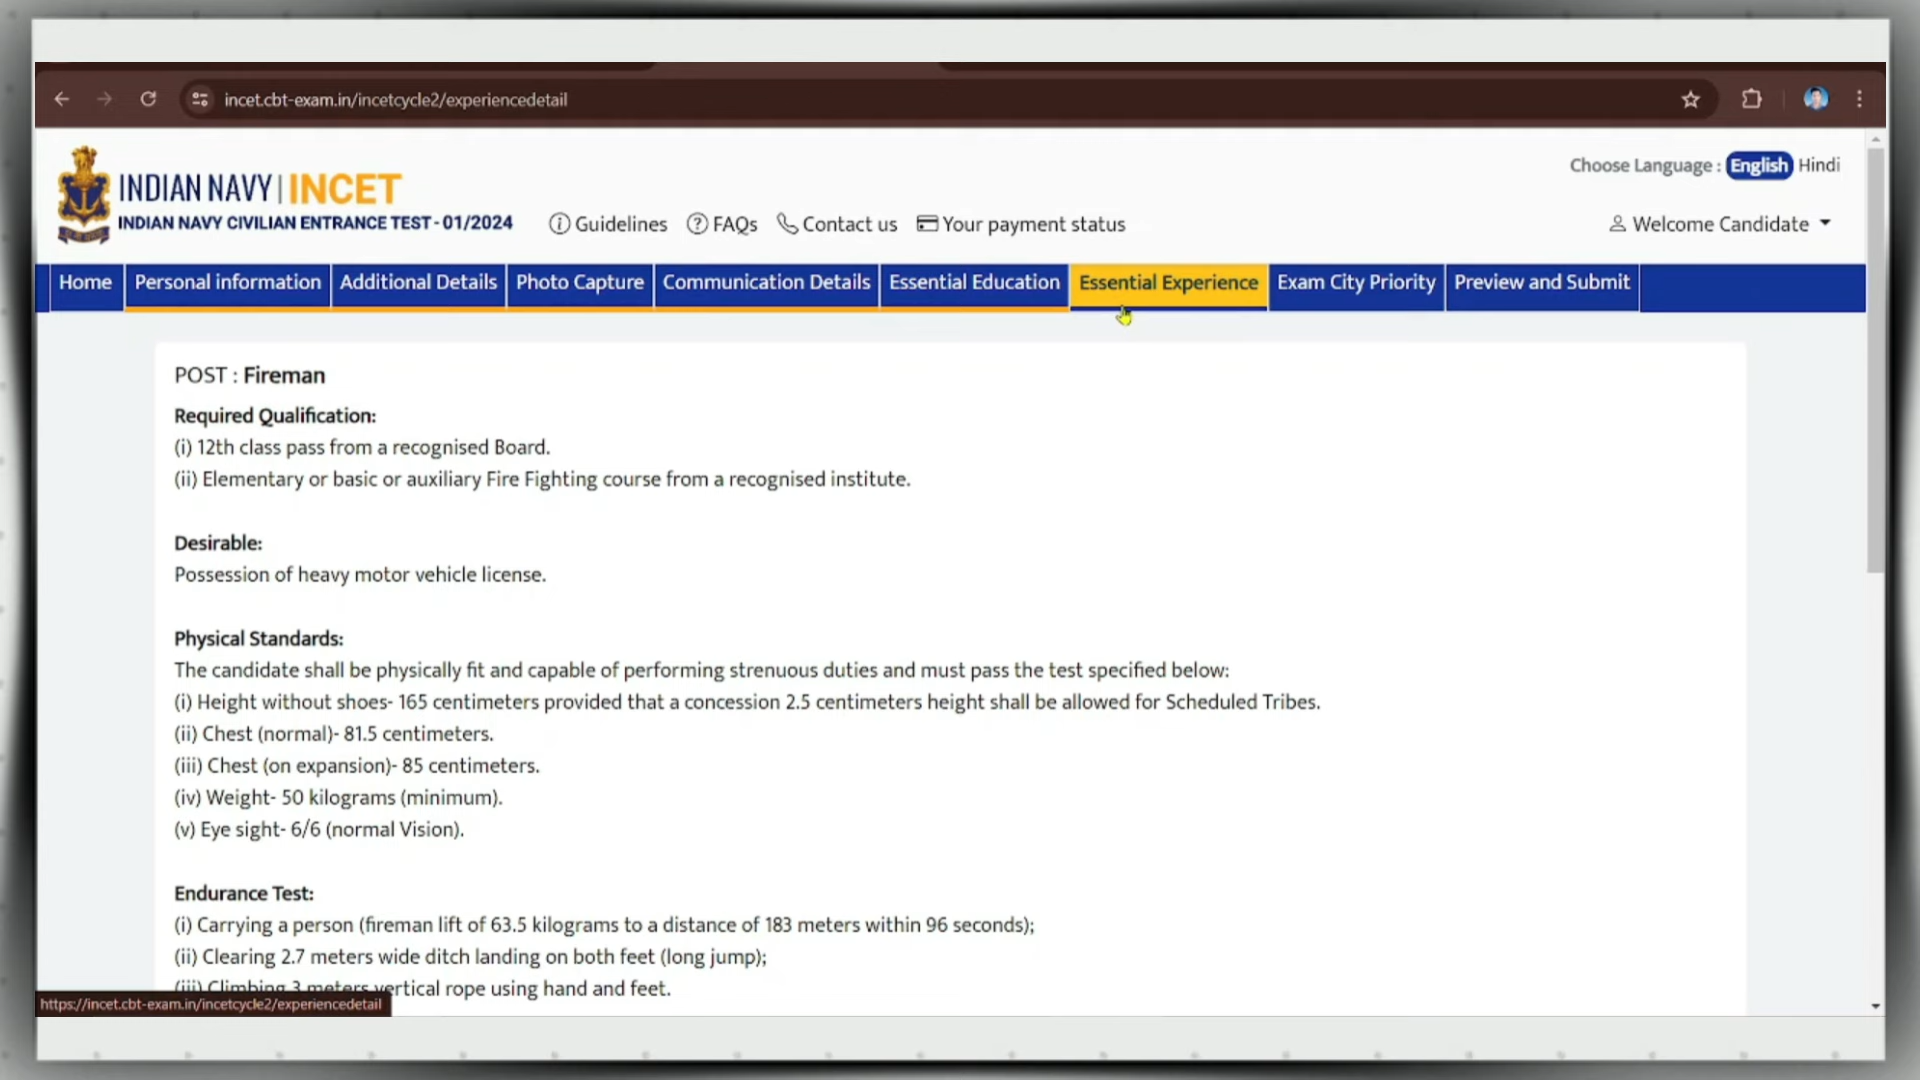 incet.cbt-exam.in/incetcycle2/experiencedetail
Choose Language : English Hindi
INDIAN NAVY | INCET
INDIAN NAVY CIVILIAN ENTRANCE TEST - 01/2024
Guidelines FAQs Contact us Your payment status
Welcome Candidate
Home Personal information Additional Details Photo Capture Communication Details Essential Education Essential Experience Exam City Priority Preview and Submit
POST : Fireman
Required Qualification:
(i) 12th class pass from a recognised Board.
(ii) Elementary or basic or auxiliary Fire Fighting course from a recognised institute.
Desirable:
Possession of heavy motor vehicle license.
Physical Standards:
The candidate shall be physically fit and capable of performing strenuous duties and must pass the test specified below:
(i) Height without shoes- 165 centimeters provided that a concession 2.5 centimeters height shall be allowed for Scheduled Tribes.
(ii) Chest (normal)- 81.5 centimeters.
(iii) Chest (on expansion)- 85 centimeters.
(iv) Weight- 50 kilograms (minimum).
(v) Eye sight- 6/6 (normal Vision).
Endurance Test:
(i) Carrying a person (fireman lift of 63.5 kilograms to a distance of 183 meters within 96 seconds);
(ii) Clearing 2.7 meters wide ditch landing on both feet (long jump);
(iii) Climbing 3 meters vertical rope using hand and feet.
https://incet.cbt-exam.in/incetcycle2/experiencedetail